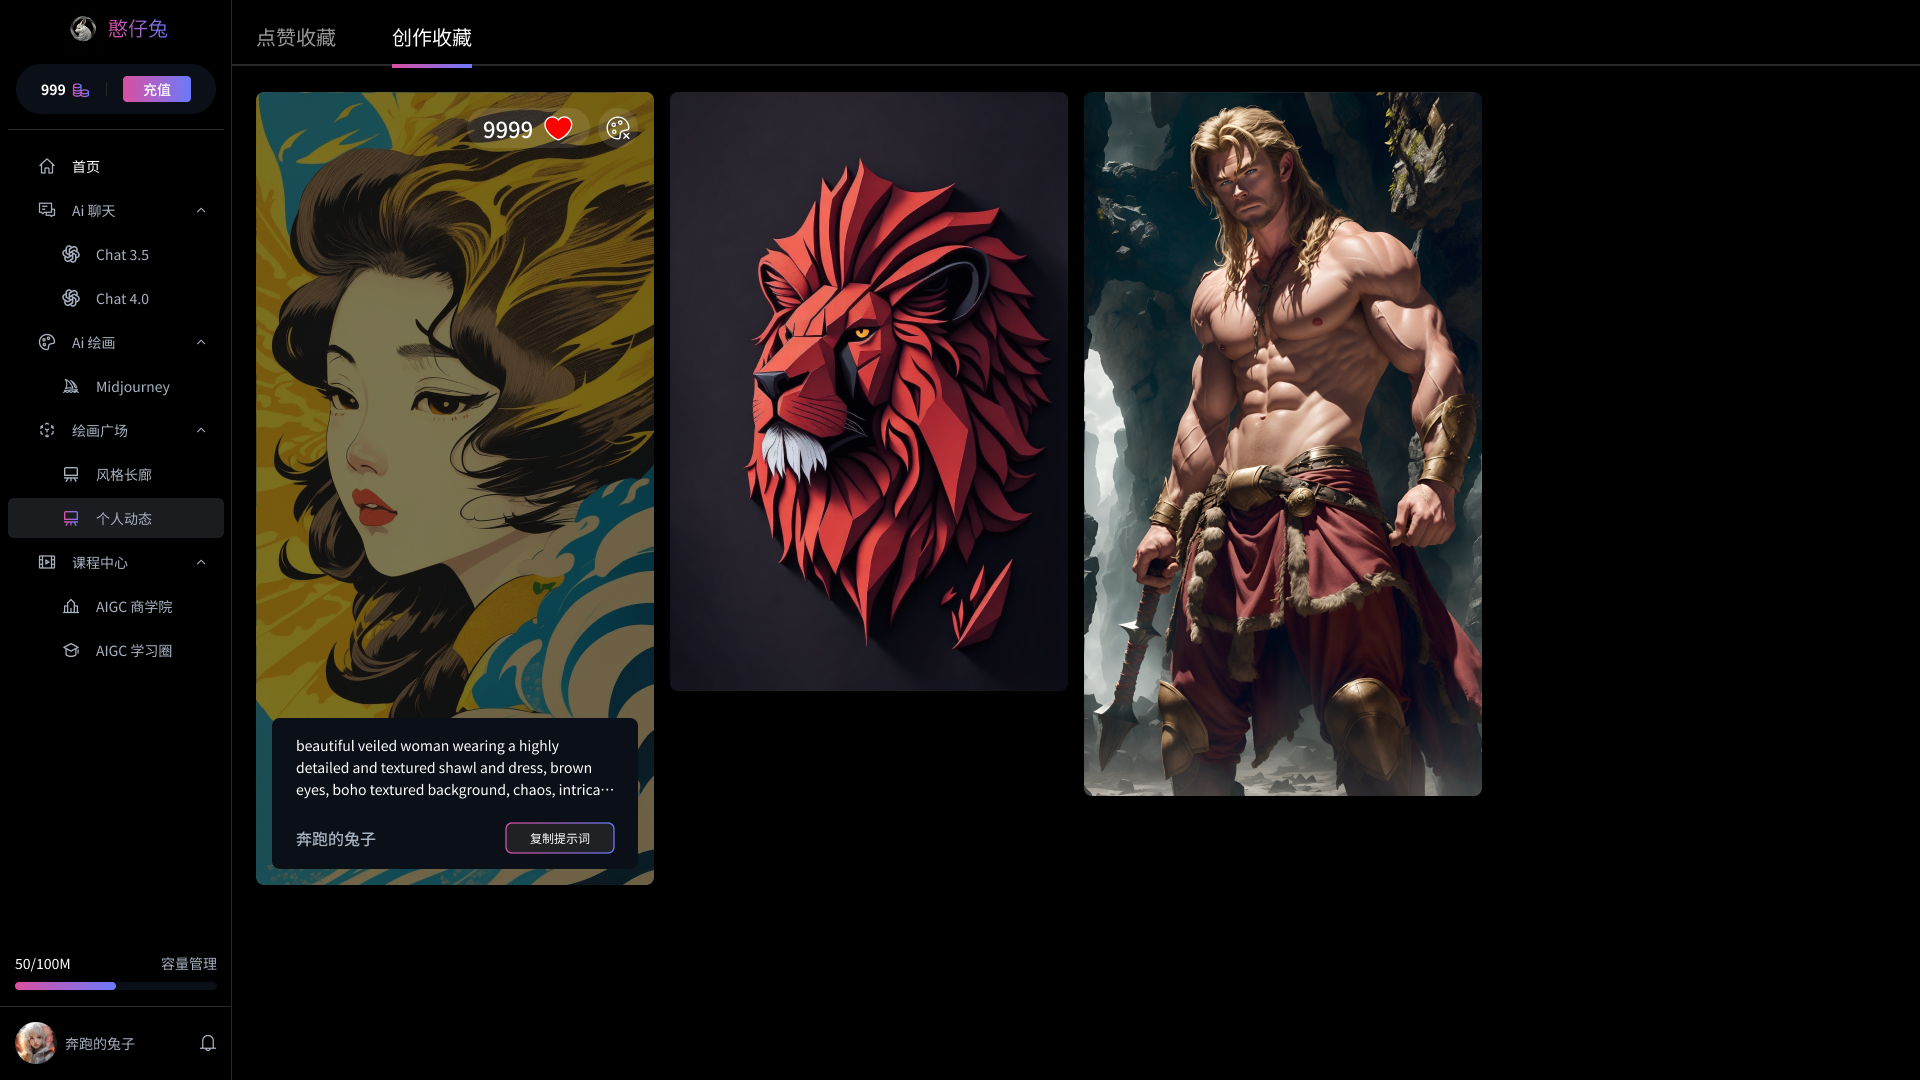 憨仔兔
999
充值
首页
Ai 聊天
Chat 3.5
Chat 4.0
Ai 绘画
Midjourney
绘画广场
风格长廊
个人动态
课程中心
AIGC 商学院
AIGC 学习圈
50/100M
容量管理
奔跑的兔子
点赞收藏
创作收藏
9999
beautiful veiled woman wearing a highly
detailed and textured shawl and dress, brown
eyes, boho textured background, chaos, intrica…
奔跑的兔子
复制提示词